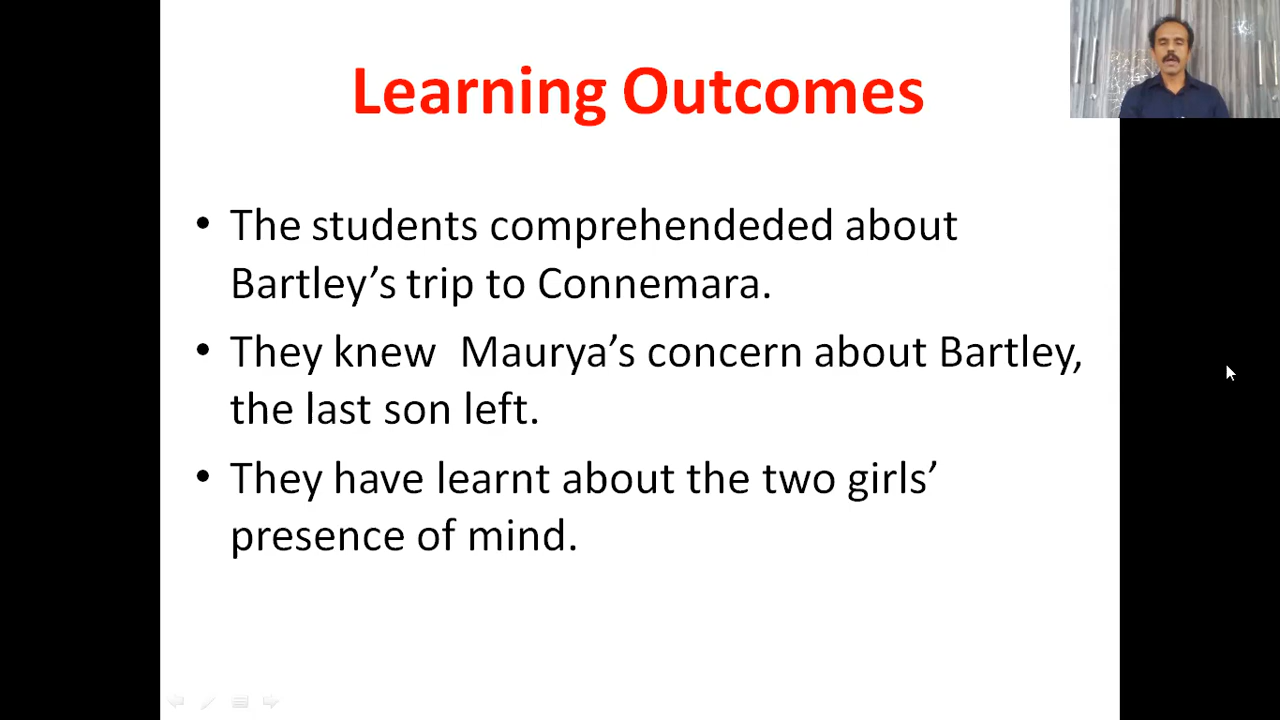 Learning Outcomes
• The students comprehendeded about
Bartley’s trip to Connemara.
• They knew  Maurya’s concern about Bartley,
the last son left.
• They have learnt about the two girls’
presence of mind.